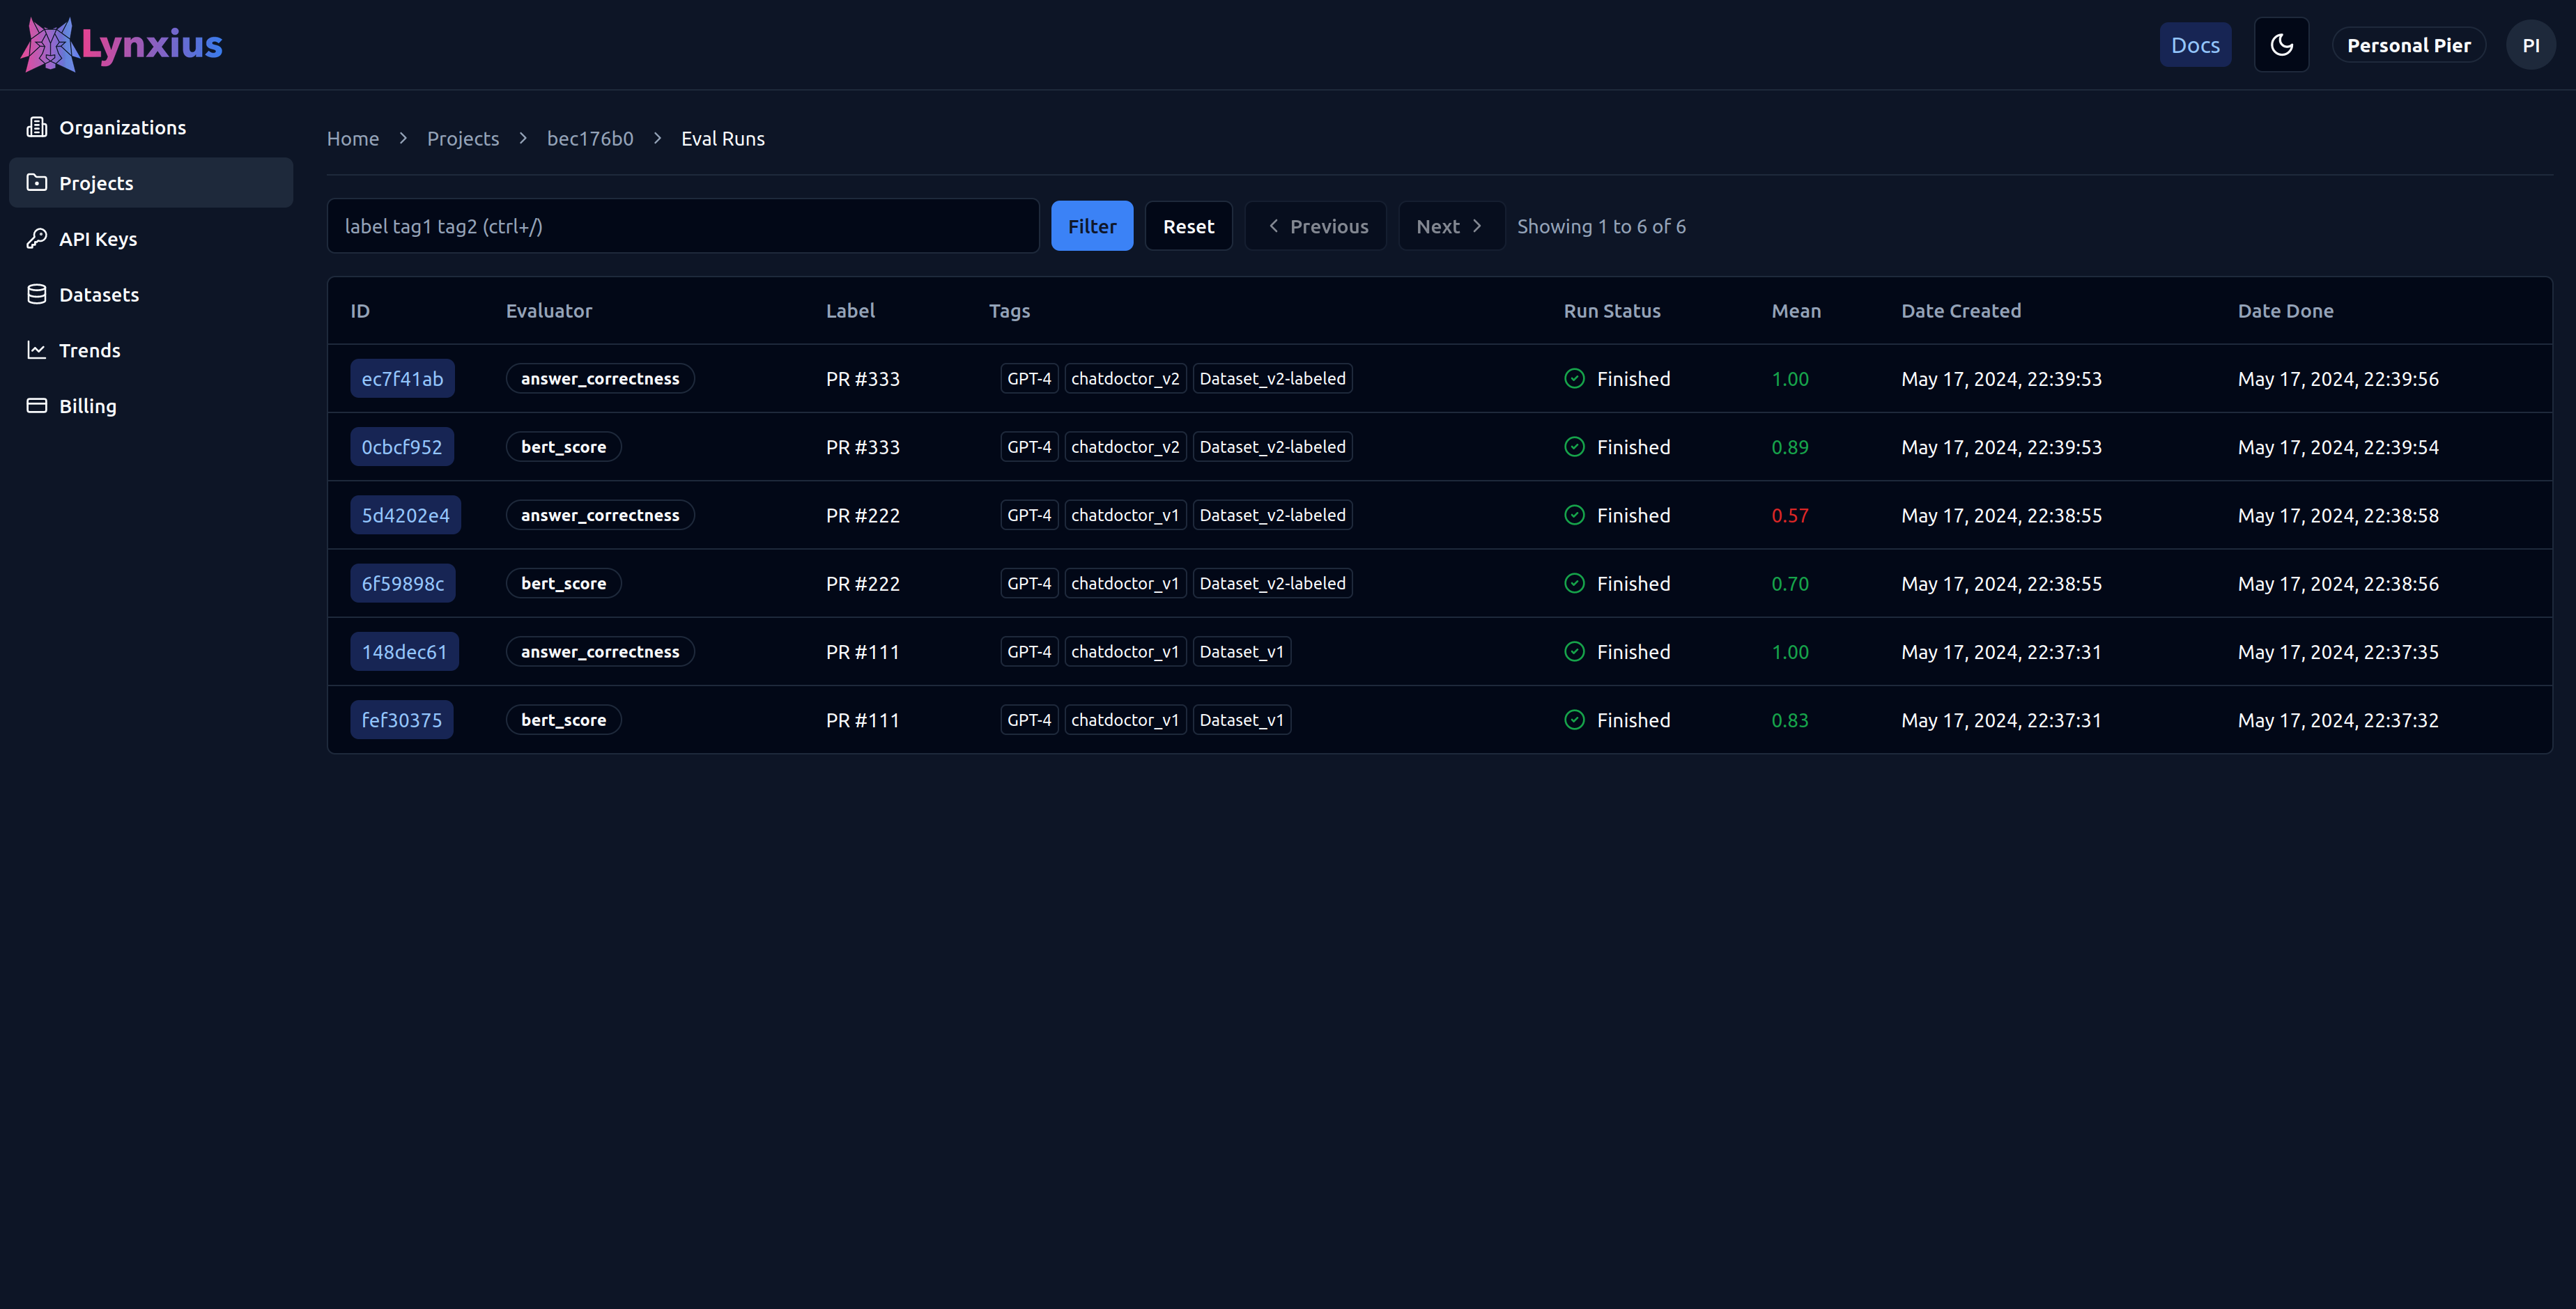 Lynxius
Docs
Personal Pier
PI
Organizations
Projects
API Keys
Datasets
Trends
Billing
Home > Projects > bec176b0 > Eval Runs
label tag1 tag2 (ctrl+/) Filter Reset < Previous Next > Showing 1 to 6 of 6
ID Evaluator Label Tags Run Status Mean Date Created Date Done
ec7f41ab answer_correctness PR #333 GPT-4 chatdoctor_v2 Dataset_v2-labeled Finished 1.00 May 17, 2024, 22:39:53 May 17, 2024, 22:39:56
0cbcf952 bert_score PR #333 GPT-4 chatdoctor_v2 Dataset_v2-labeled Finished 0.89 May 17, 2024, 22:39:53 May 17, 2024, 22:39:54
5d4202e4 answer_correctness PR #222 GPT-4 chatdoctor_v1 Dataset_v2-labeled Finished 0.57 May 17, 2024, 22:38:55 May 17, 2024, 22:38:58
6f59898c bert_score PR #222 GPT-4 chatdoctor_v1 Dataset_v2-labeled Finished 0.70 May 17, 2024, 22:38:55 May 17, 2024, 22:38:56
148dec61 answer_correctness PR #111 GPT-4 chatdoctor_v1 Dataset_v1 Finished 1.00 May 17, 2024, 22:37:31 May 17, 2024, 22:37:35
fef30375 bert_score PR #111 GPT-4 chatdoctor_v1 Dataset_v1 Finished 0.83 May 17, 2024, 22:37:31 May 17, 2024, 22:37:32